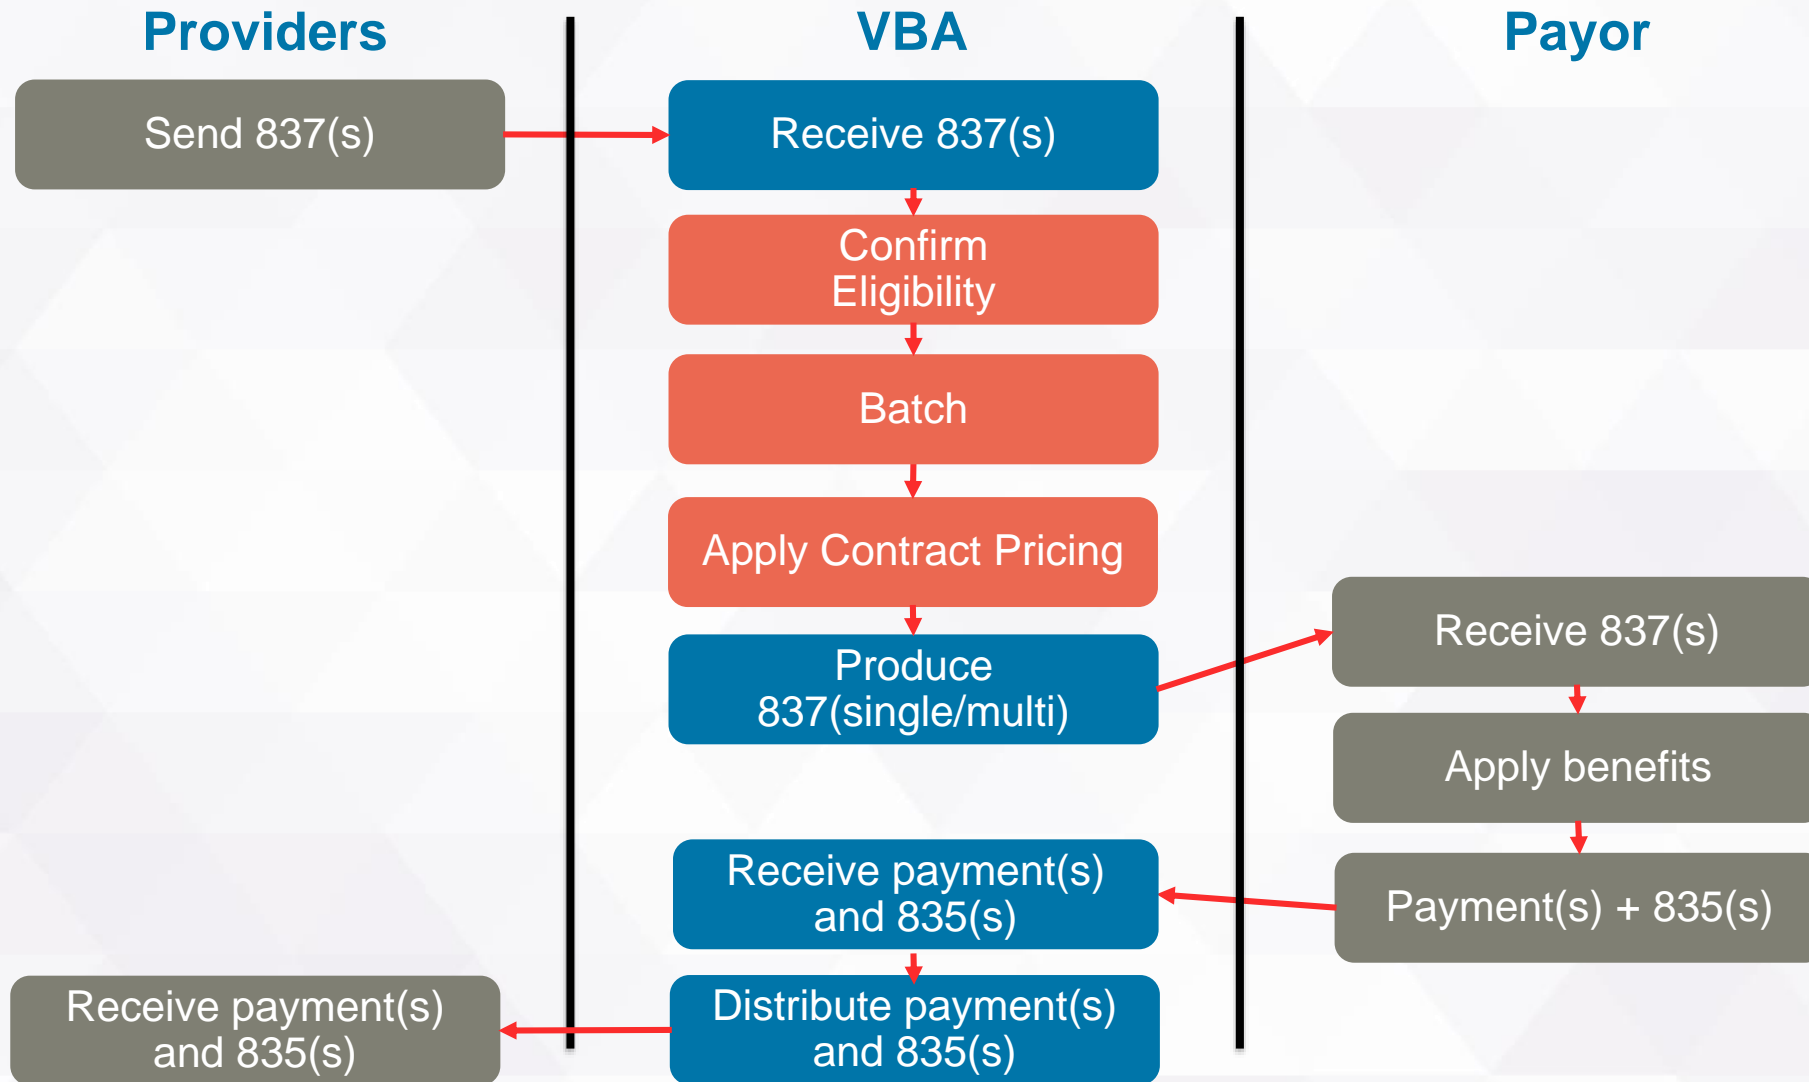 Providers
VBA
Payor
Send 837(s)
Receive 837(s)
Confirm
Eligibility
Batch
Apply Contract Pricing
Produce
837(single/multi)
Receive 837(s)
Apply benefits
Payment(s) + 835(s)
Receive payment(s)
and 835(s)
Distribute payment(s)
and 835(s)
Receive payment(s)
and 835(s)